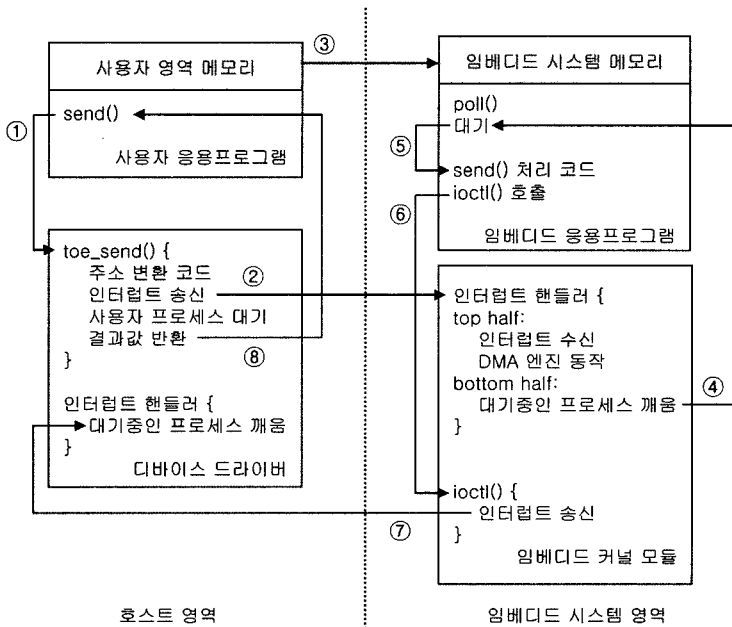 ③
사용자 영역 메모리
send()
①
사용자 응용프로그램
toe_send() {
주소 변환 코드
인터럽트 송신
②
사용자 프로세스 대기
결과값 반환
⑧
}
인터럽트 핸들러 {
대기중인 프로세스 깨움
}
디바이스 드라이버
호스트 영역
임베디드 시스템 메모리
poll()
대기
⑤
send() 처리 코드
⑥
ioctl() 호출
임베디드 응용프로그램
인터럽트 핸들러 {
top half:
인터럽트 수신
DMA 엔진 동작
bottom half:
대기중인 프로세스 깨움
④
}
ioctl() {
인터럽트 송신
⑦
}
임베디드 커널 모듈
임베디드 시스템 영역